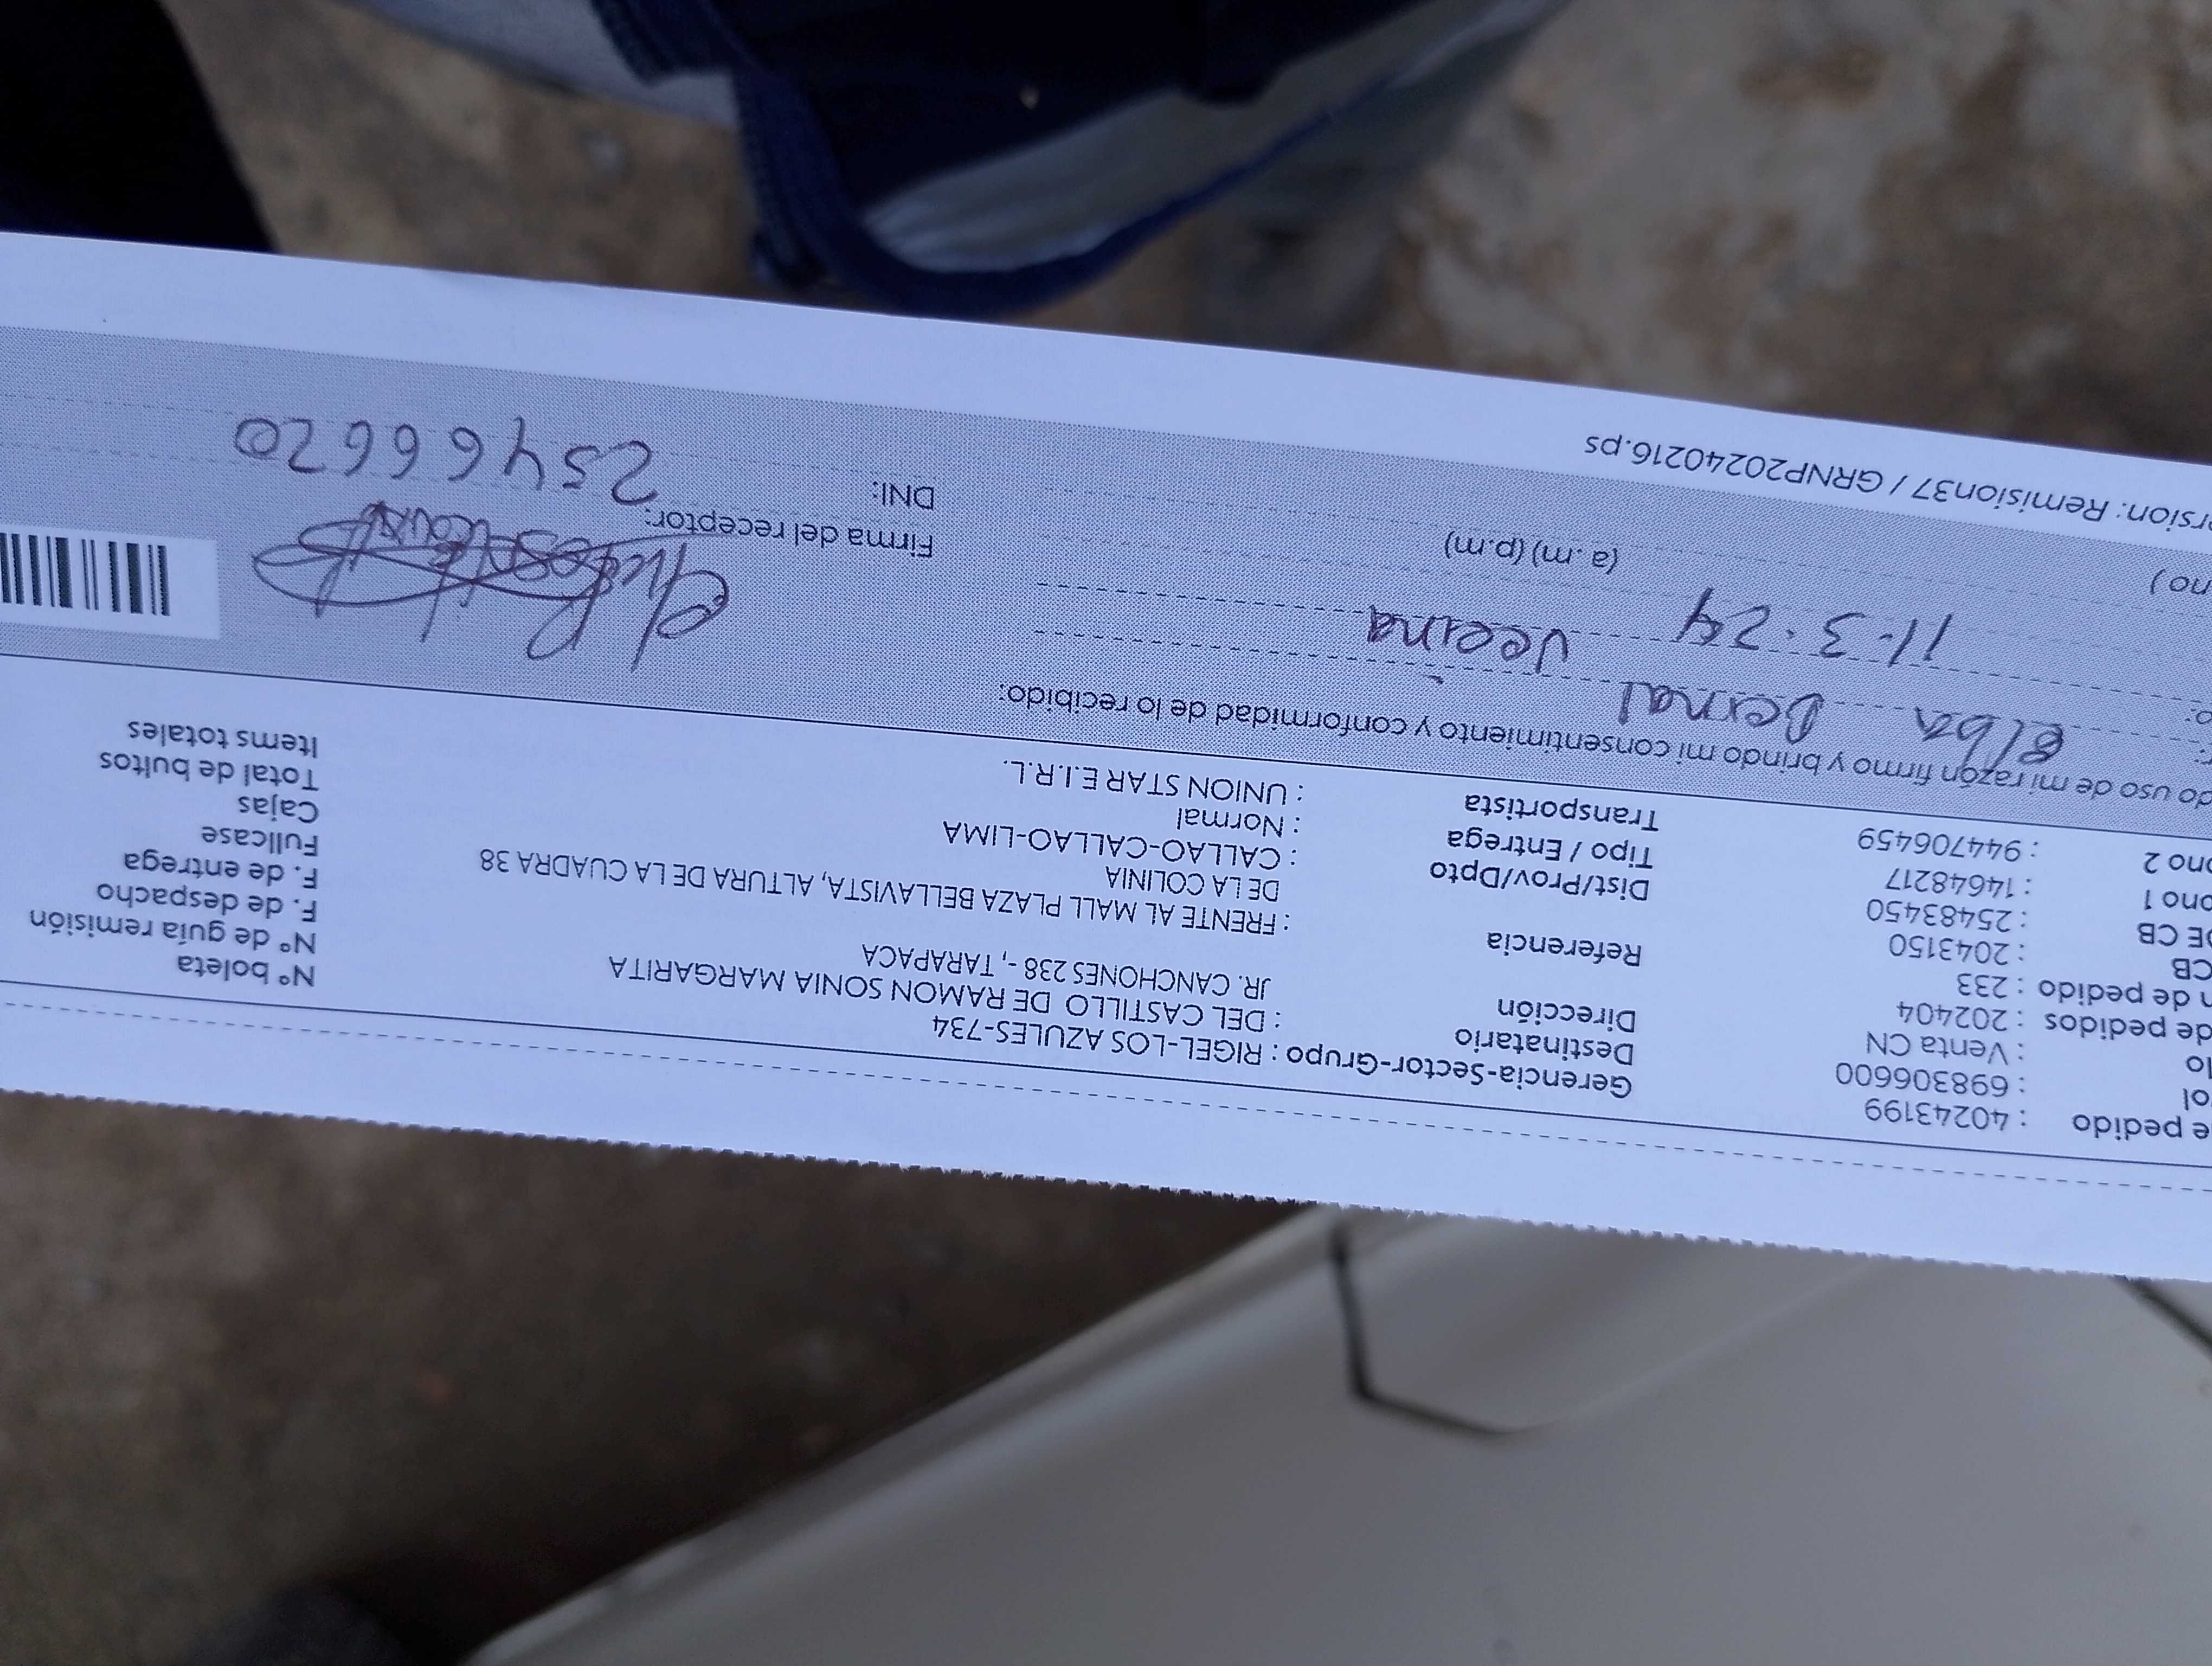 e pedido : 40243199
ol : 698306600
lo : Venta CN
de pedidos : 202404
n de pedido : 233
CB : 2043150
DE CB : 25483450
ono 1 : 14648217
ono 2 : 944706459
Gerencia-Sector-Grupo : RIGEL-LOS AZULES-734
Destinatario : DEL CASTILLO DE RAMON SONIA MARGARITA
Dirección JR. CANCHONES 238 -, TARAPACA
Referencia : FRENTE AL MALL PLAZA BELLAVISTA, ALTURA DE LA CUADRA 38
DE LA COLINIA
Dist/Prov/Dpto : CALLAO-CALLAO-LIMA
Tipo / Entrega : Normal
Transportista : UNION STAR E.I.R.L.
Nº boleta
Nº de guía remisión
F. de despacho
F. de entrega
Fullcase
Cajas
Total de bultos
Items totales
do uso de mi razón firmo y brindo mi consentimiento y conformidad de lo recibido:
elba Bernal
vecina
11-3-24
no ) (a. m) (p.m)
Firma del receptor:
DNI: 25466620
rsion: Remision37 / GRNP20240216.ps